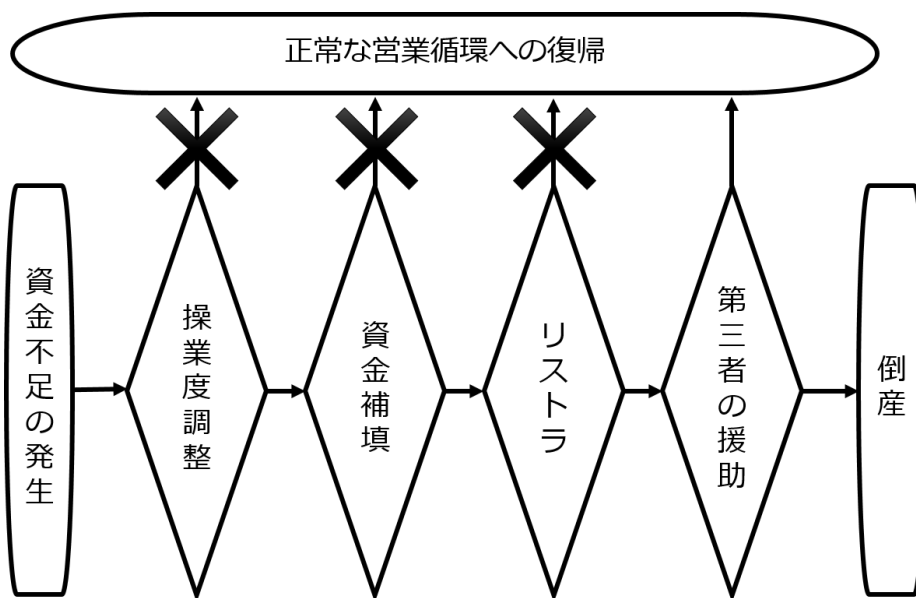 正常な営業循環への復帰
資金不足の発生
操業度調整
資金補填
リストラ
第三者の援助
倒産